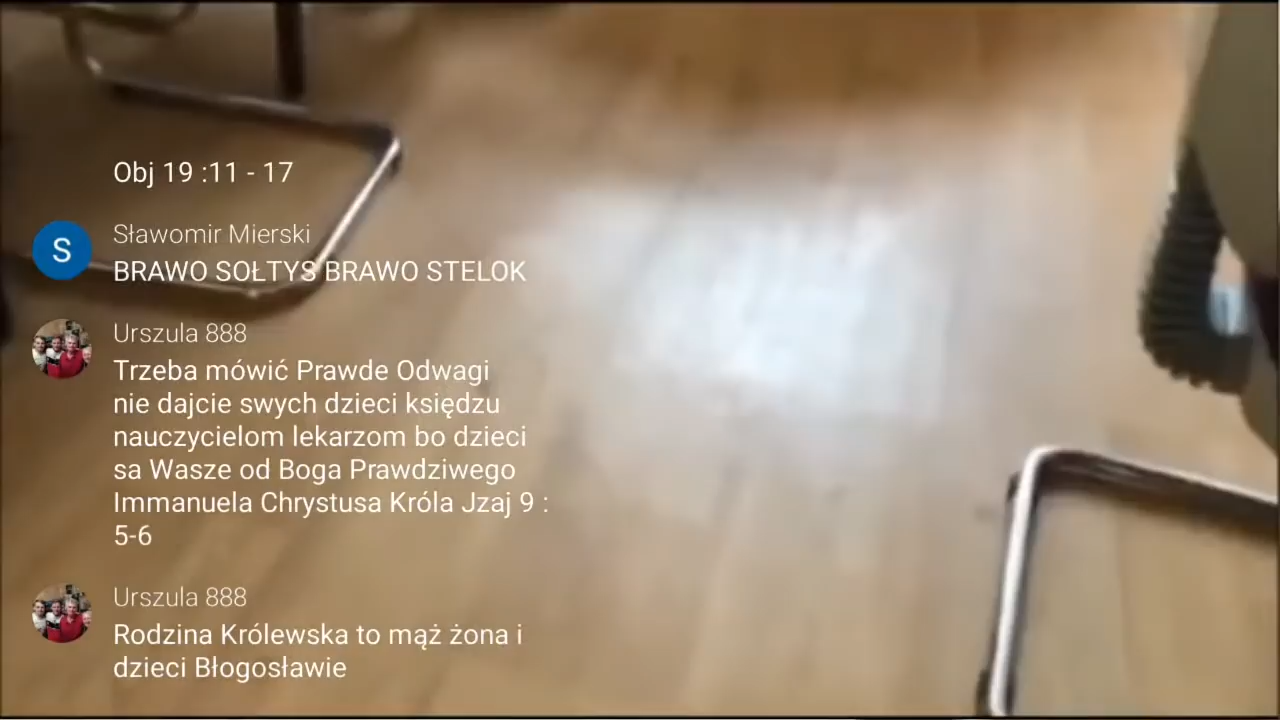 Obj 19 :11 - 17
S
Sławomir Mierski
BRAWO SOŁTYS BRAWO STELOK
Urszula 888
Trzeba mówić Prawde Odwagi
nie dajcie swych dzieci księdzu
nauczycielom lekarzom bo dzieci
sa Wasze od Boga Prawdziwego
Immanuela Chrystusa Króla Jzaj 9 :
5-6
Urszula 888
Rodzina Królewska to mąż żona i
dzieci Błogosławie